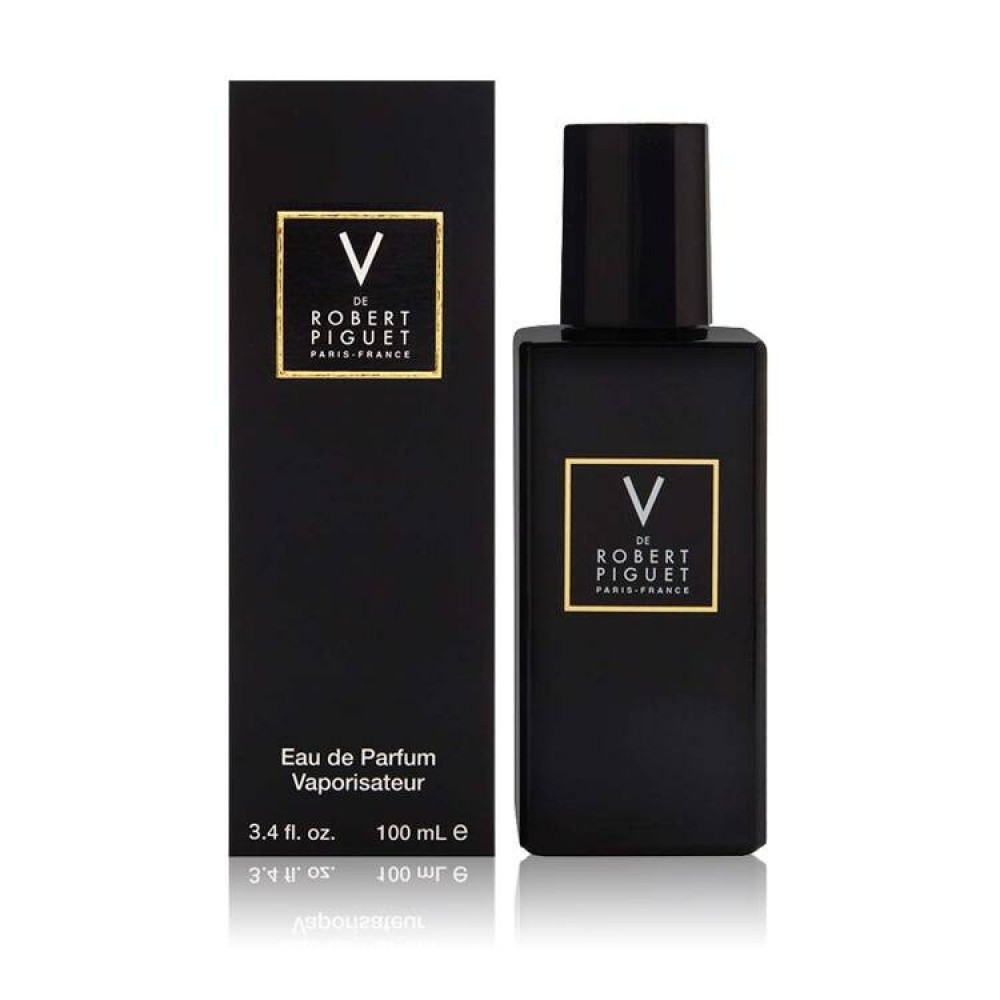 V
DE
ROBERT
PIGUET
PARIS-FRANCE
Eau de Parfum
Vaporisateur
3.4 fl. oz. 100 mL ℮
V
DE
ROBERT
PIGUET
PARIS-FRANCE